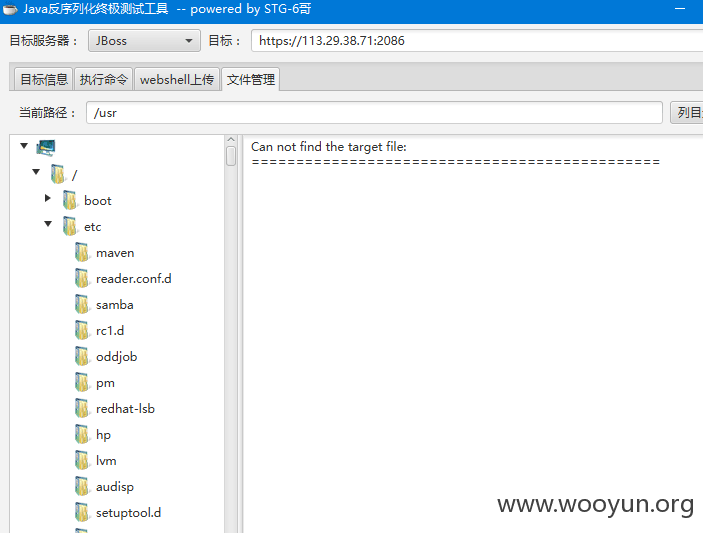 Java反序列化终极测试工具 -- powered by STG-6哥
目标服务器： JBoss 目标： https://113.29.38.71:2086
目标信息 执行命令 webshell上传 文件管理
当前路径： /usr 列目
Can not find the target file:
==============================================
/
boot
etc
maven
reader.conf.d
samba
rc1.d
oddjob
pm
redhat-lsb
hp
lvm
audisp
setuptool.d
www.wooyun.org